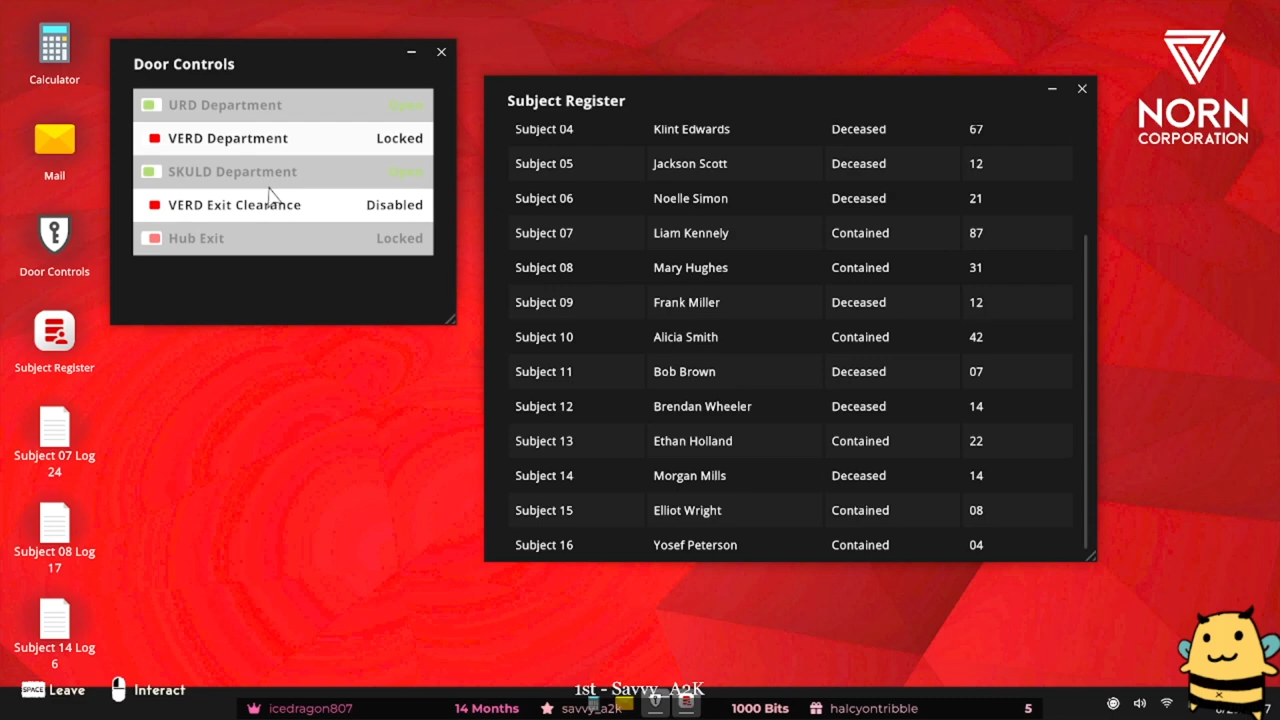 Calculator
Mail
Door Controls
Subject Register
Subject 07 Log
24
Subject 08 Log
17
Subject 14 Log
6
Door Controls
URD Department Open
VERD Department Locked
SKULD Department Open
VERD Exit Clearance Disabled
Hub Exit Locked
Subject Register
Subject 04 Klint Edwards Deceased 67
Subject 05 Jackson Scott Deceased 12
Subject 06 Noelle Simon Deceased 21
Subject 07 Liam Kennely Contained 87
Subject 08 Mary Hughes Contained 31
Subject 09 Frank Miller Deceased 12
Subject 10 Alicia Smith Contained 42
Subject 11 Bob Brown Deceased 07
Subject 12 Brendan Wheeler Deceased 14
Subject 13 Ethan Holland Contained 22
Subject 14 Morgan Mills Deceased 14
Subject 15 Elliot Wright Contained 08
Subject 16 Yosef Peterson Contained 04
NORN
CORPORATION
SPACE Leave Interact
1st - Savvy_A2K
icedragon807 14 Months savvy_a2k 1000 Bits halcyontribble 5